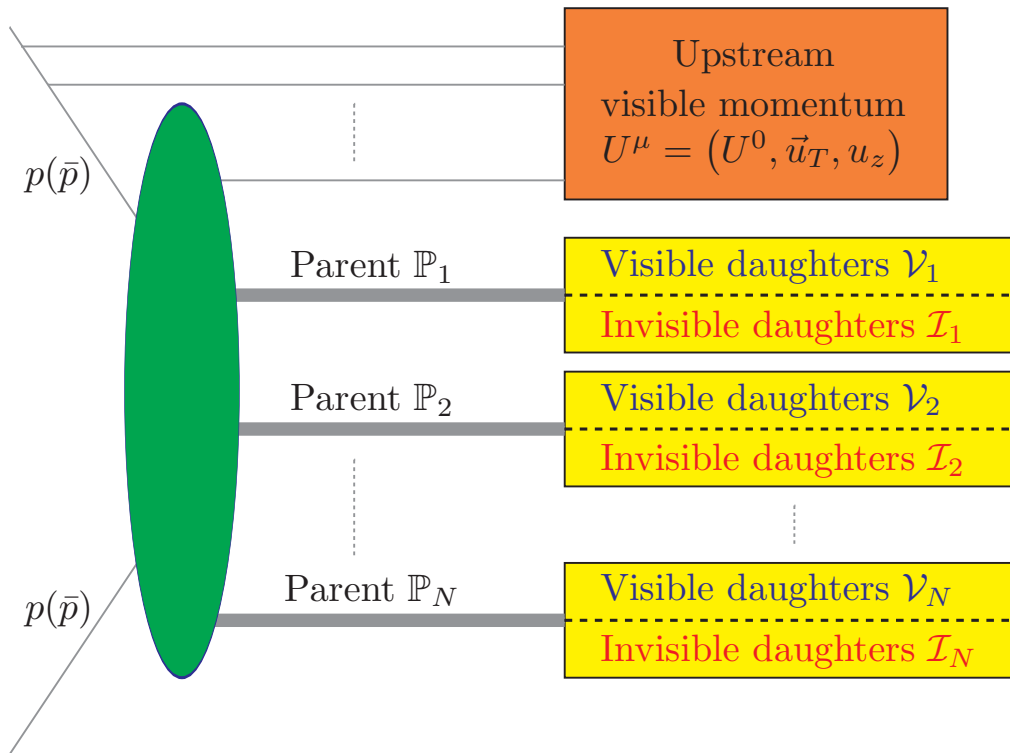 Upstream
visible momentum
U^μ = (U^0, \vec{u}_T, u_z)
p(p̄)
Parent ℙ_1
Visible daughters 𝒱_1
Invisible daughters ℐ_1
Parent ℙ_2
Visible daughters 𝒱_2
Invisible daughters ℐ_2
Parent ℙ_N
Visible daughters 𝒱_N
p(p̄)
Invisible daughters ℐ_N